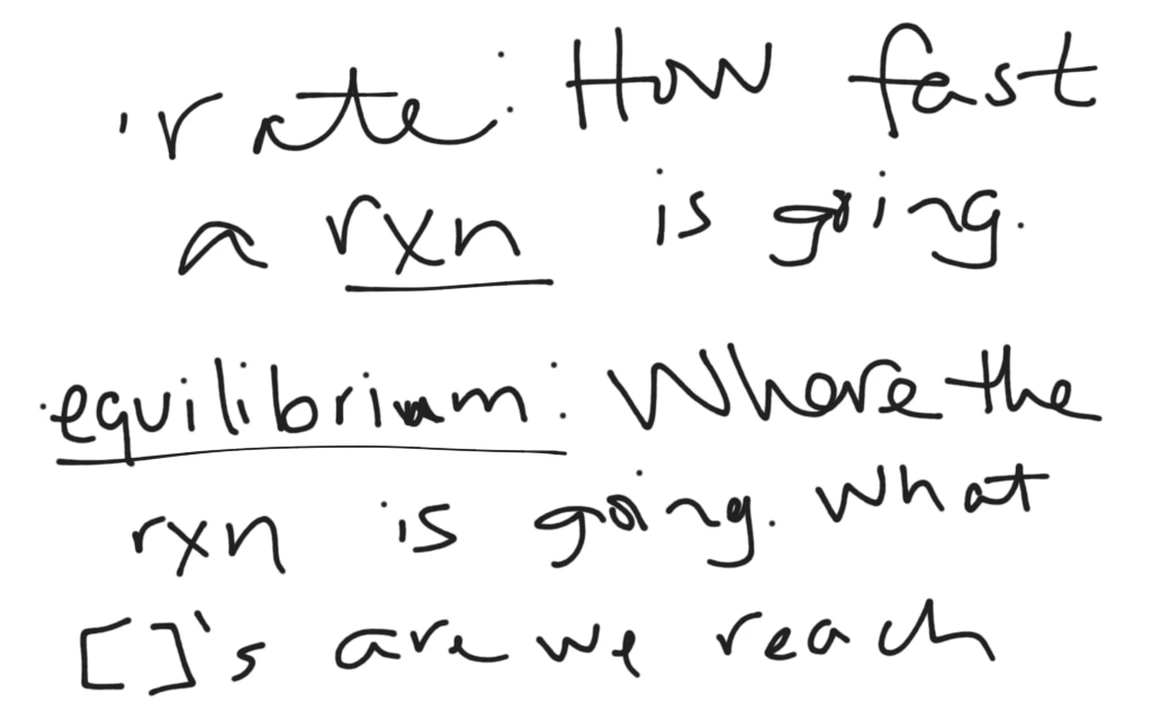 · rate: How fast
a rxn is going.
· equilibrium: Where the
rxn is going. What
[]'s are we reach